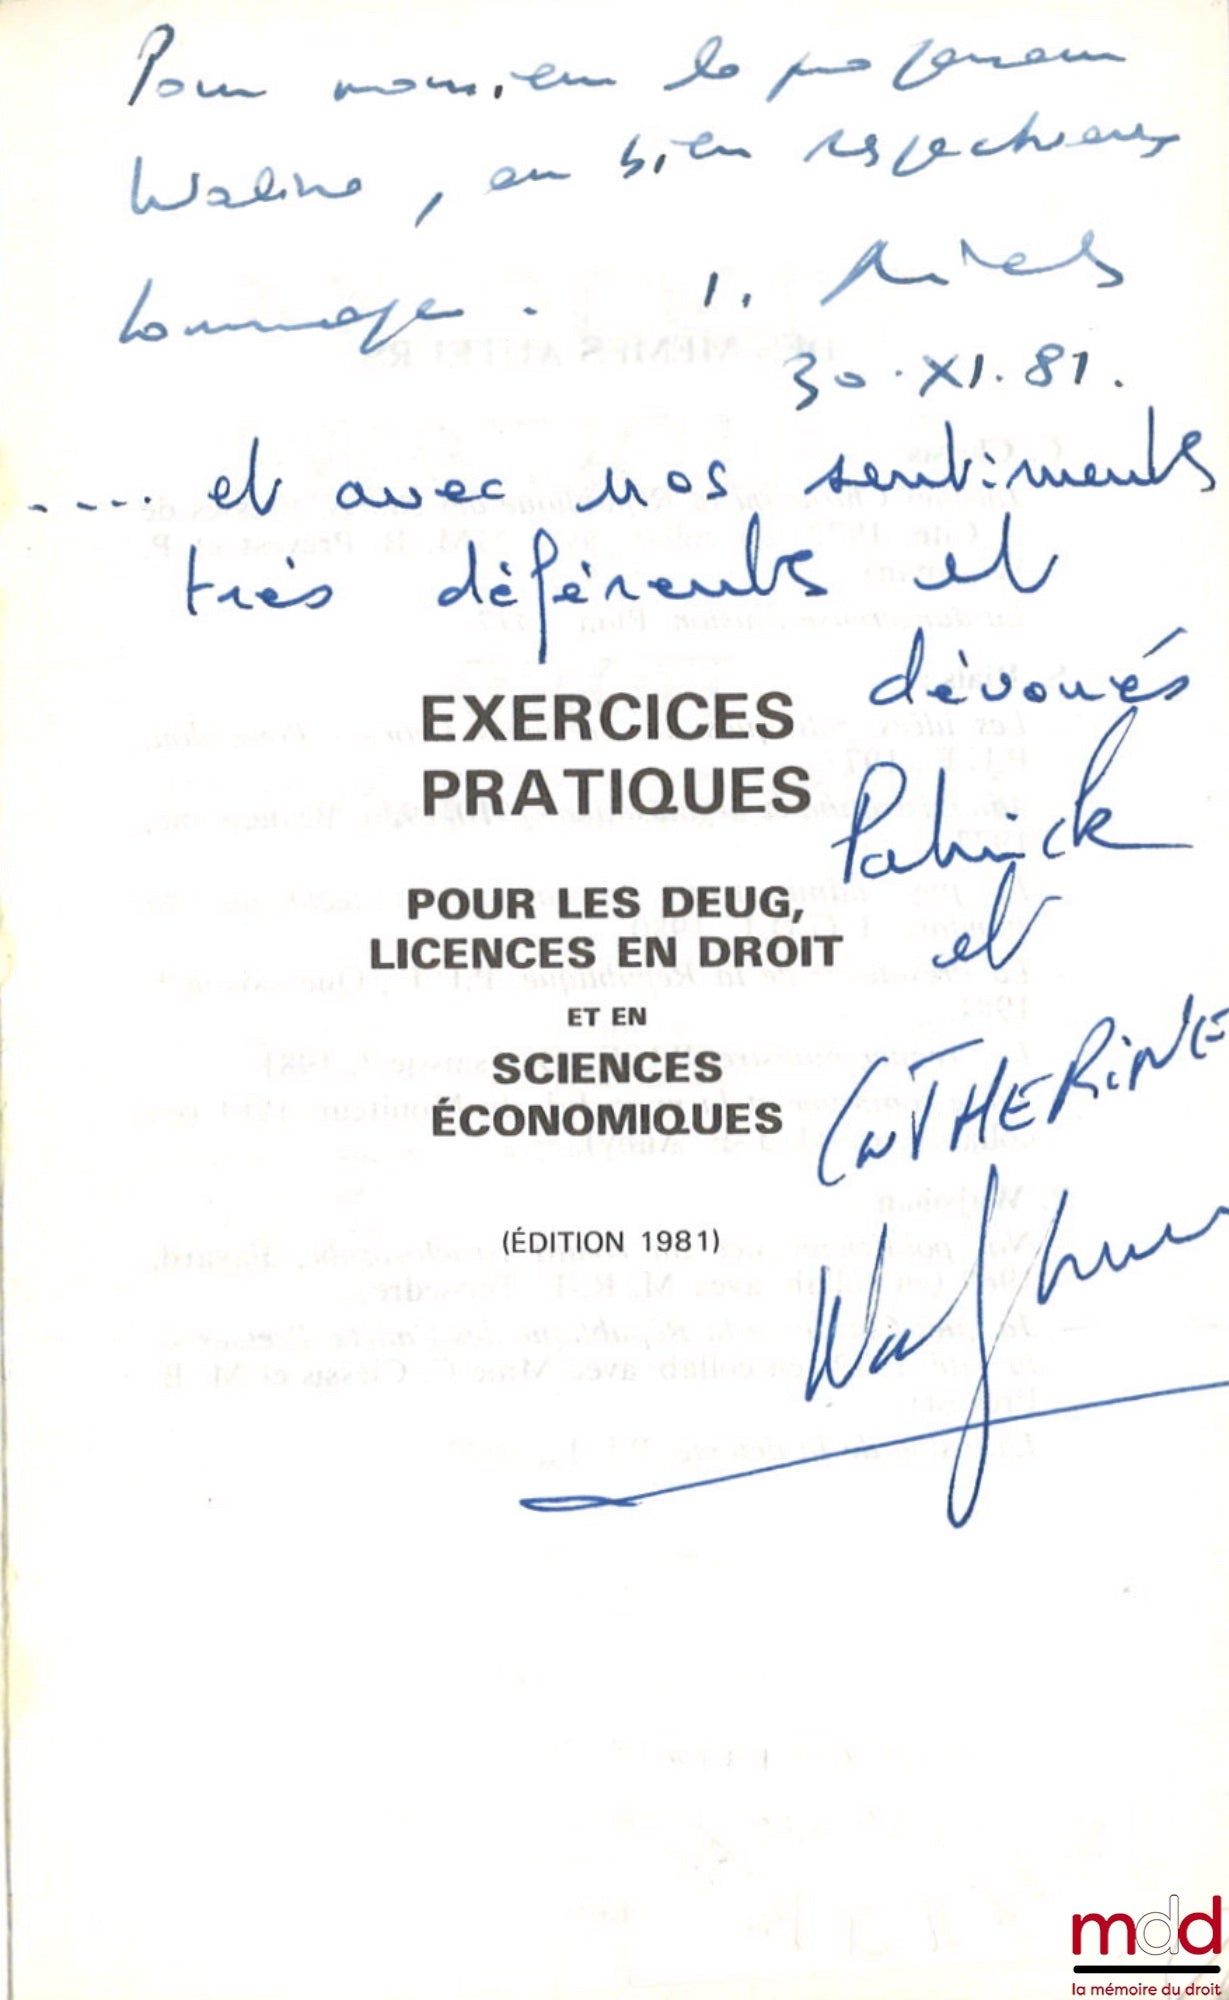 Pour monsieur le professeur
Waline, en bien respectueux
hommage. S. Rials
30.XI.81.
.... et avec nos sentiments
très déférents et
dévoués
Patrick
et
CATHERINE
Wajsman
EXERCICES
PRATIQUES
POUR LES DEUG,
LICENCES EN DROIT
ET EN
SCIENCES
ÉCONOMIQUES
(ÉDITION 1981)
mdd
la mémoire du droit